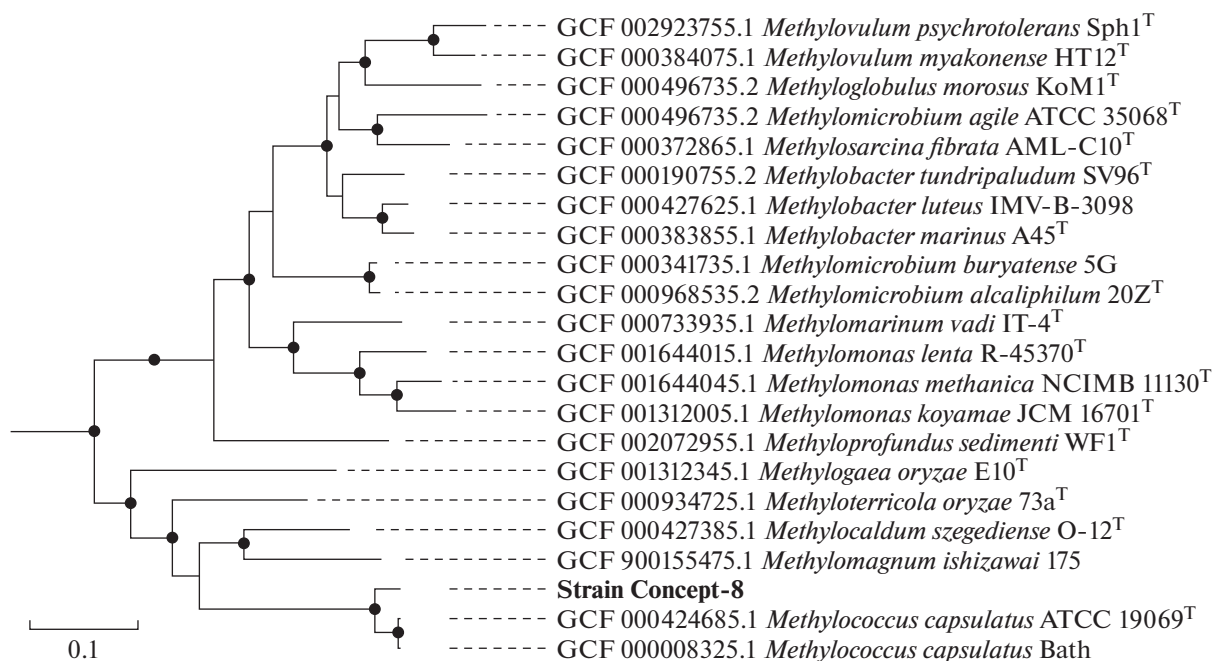 GCF 002923755.1 Methylovulum psychrotolerans Sph1ᵀ
GCF 000384075.1 Methylovulum myakonense HT12ᵀ
GCF 000496735.2 Methyloglobulus morosus KoM1ᵀ
GCF 000496735.2 Methylomicrobium agile ATCC 35068ᵀ
GCF 000372865.1 Methylosarcina fibrata AML-C10ᵀ
GCF 000190755.2 Methylobacter tundripaludum SV96ᵀ
GCF 000427625.1 Methylobacter luteus IMV-B-3098
GCF 000383855.1 Methylobacter marinus A45ᵀ
GCF 000341735.1 Methylomicrobium buryatense 5G
GCF 000968535.2 Methylomicrobium alcaliphilum 20Zᵀ
GCF 000733935.1 Methylomarinum vadi IT-4ᵀ
GCF 001644015.1 Methylomonas lenta R-45370ᵀ
GCF 001644045.1 Methylomonas methanica NCIMB 11130ᵀ
GCF 001312005.1 Methylomonas koyamae JCM 16701ᵀ
GCF 002072955.1 Methyloprofundus sedimenti WF1ᵀ
GCF 001312345.1 Methylogaea oryzae E10ᵀ
GCF 000934725.1 Methyloterricola oryzae 73aᵀ
GCF 000427385.1 Methylocaldum szegediense O-12ᵀ
GCF 900155475.1 Methylomagnum ishizawai 175
Strain Concept-8
GCF 000424685.1 Methylococcus capsulatus ATCC 19069ᵀ
GCF 000008325.1 Methylococcus capsulatus Bath
0.1